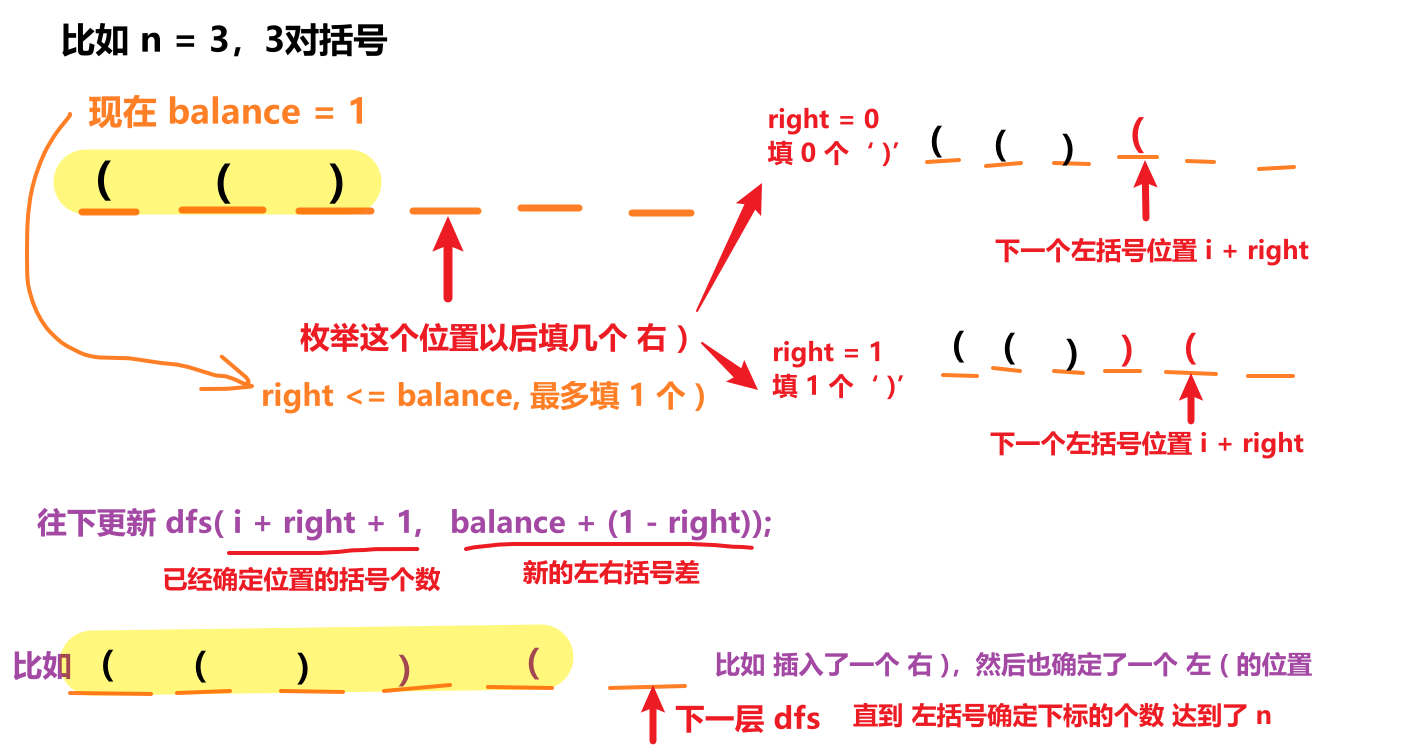 比如 n = 3，3对括号
现在 balance = 1
( ( )
枚举这个位置以后填几个 右 )
right <= balance, 最多填 1 个 )
right = 0
填 0 个 ‘ )’
( ( ) (
下一个左括号位置 i + right
right = 1
填 1 个 ‘ )’
( ( ) ) (
下一个左括号位置 i + right
往下更新 dfs( i + right + 1, balance + (1 - right));
已经确定位置的括号个数
新的左右括号差
比如 ( ( ) ) (
下一层 dfs
比如 插入了一个 右 )，然后也确定了一个 左 ( 的位置
直到 左括号确定下标的个数 达到了 n